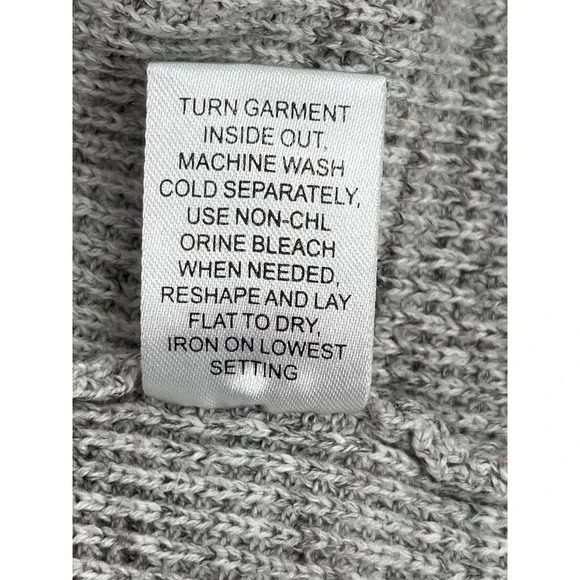 TURN GARMENT
INSIDE OUT,
MACHINE WASH
COLD SEPARATELY,
USE NON-CHL
ORINE BLEACH
WHEN NEEDED,
RESHAPE AND LAY
FLAT TO DRY,
IRON ON LOWEST
SETTING